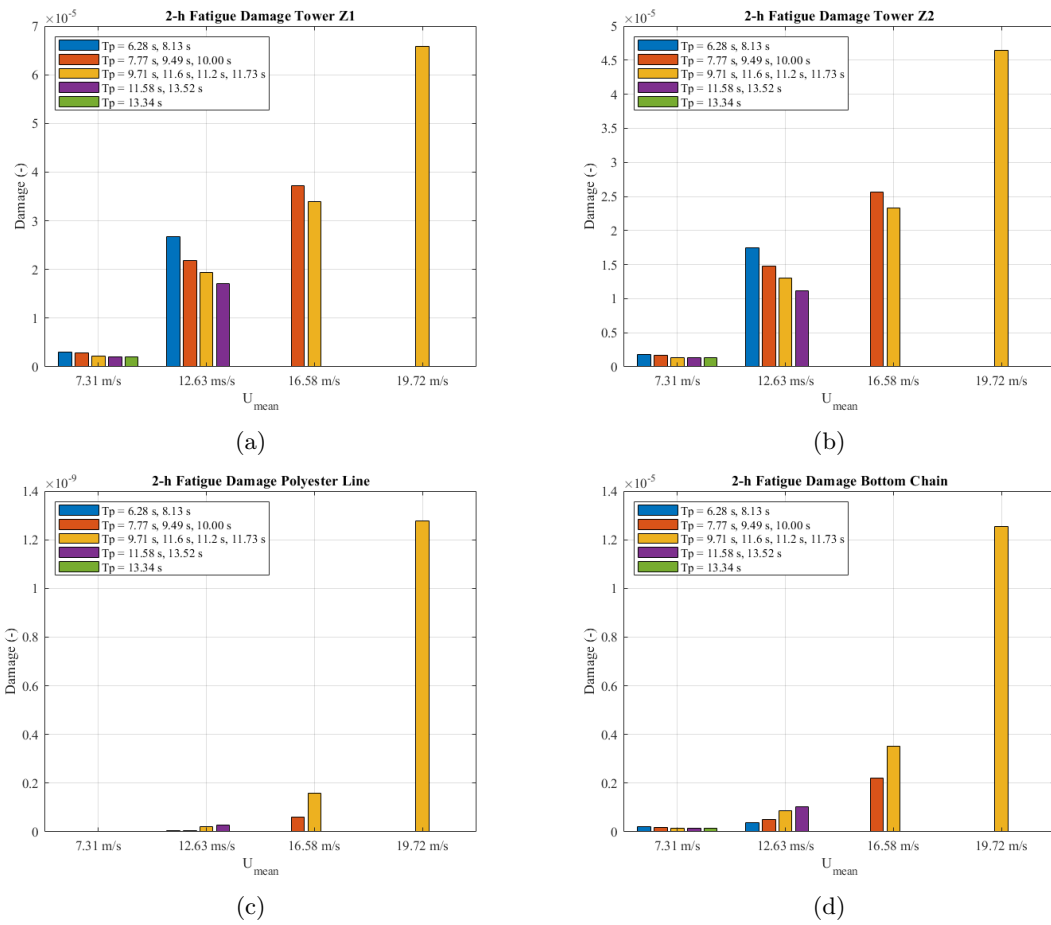 2-h Fatigue Damage Tower Z1
×10⁻⁵
7
6
5
4
3
2
1
0
Damage (-)
Tp = 6.28 s, 8.13 s
Tp = 7.77 s, 9.49 s, 10.00 s
Tp = 9.71 s, 11.6 s, 11.2 s, 11.73 s
Tp = 11.58 s, 13.52 s
Tp = 13.34 s
7.31 m/s 12.63 ms/s 16.58 m/s 19.72 m/s
U_mean
(a)
2-h Fatigue Damage Tower Z2
×10⁻⁵
5
4.5
4
3.5
3
2.5
2
1.5
1
0.5
0
Damage (-)
Tp = 6.28 s, 8.13 s
Tp = 7.77 s, 9.49 s, 10.00 s
Tp = 9.71 s, 11.6 s, 11.2 s, 11.73 s
Tp = 11.58 s, 13.52 s
Tp = 13.34 s
7.31 m/s 12.63 ms/s 16.58 m/s 19.72 m/s
U_mean
(b)
2-h Fatigue Damage Polyester Line
×10⁻⁹
1.4
1.2
1
0.8
0.6
0.4
0.2
0
Damage (-)
Tp = 6.28 s, 8.13 s
Tp = 7.77 s, 9.49 s, 10.00 s
Tp = 9.71 s, 11.6 s, 11.2 s, 11.73 s
Tp = 11.58 s, 13.52 s
Tp = 13.34 s
7.31 m/s 12.63 ms/s 16.58 m/s 19.72 m/s
U_mean
(c)
2-h Fatigue Damage Bottom Chain
×10⁻⁵
1.4
1.2
1
0.8
0.6
0.4
0.2
0
Damage (-)
Tp = 6.28 s, 8.13 s
Tp = 7.77 s, 9.49 s, 10.00 s
Tp = 9.71 s, 11.6 s, 11.2 s, 11.73 s
Tp = 11.58 s, 13.52 s
Tp = 13.34 s
7.31 m/s 12.63 ms/s 16.58 m/s 19.72 m/s
U_mean
(d)